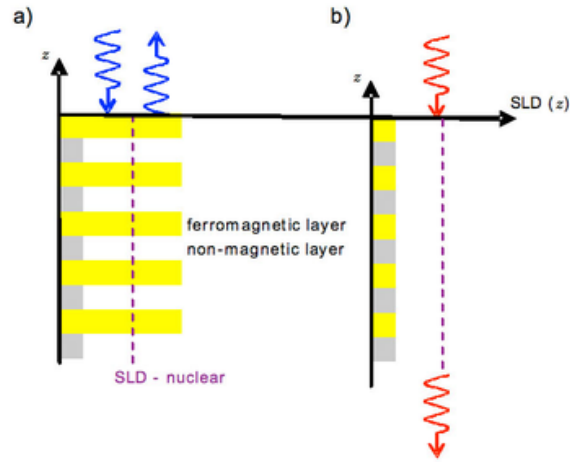 a)
b)
z
z
SLD (z)
ferromagnetic layer
non-magnetic layer
SLD - nuclear